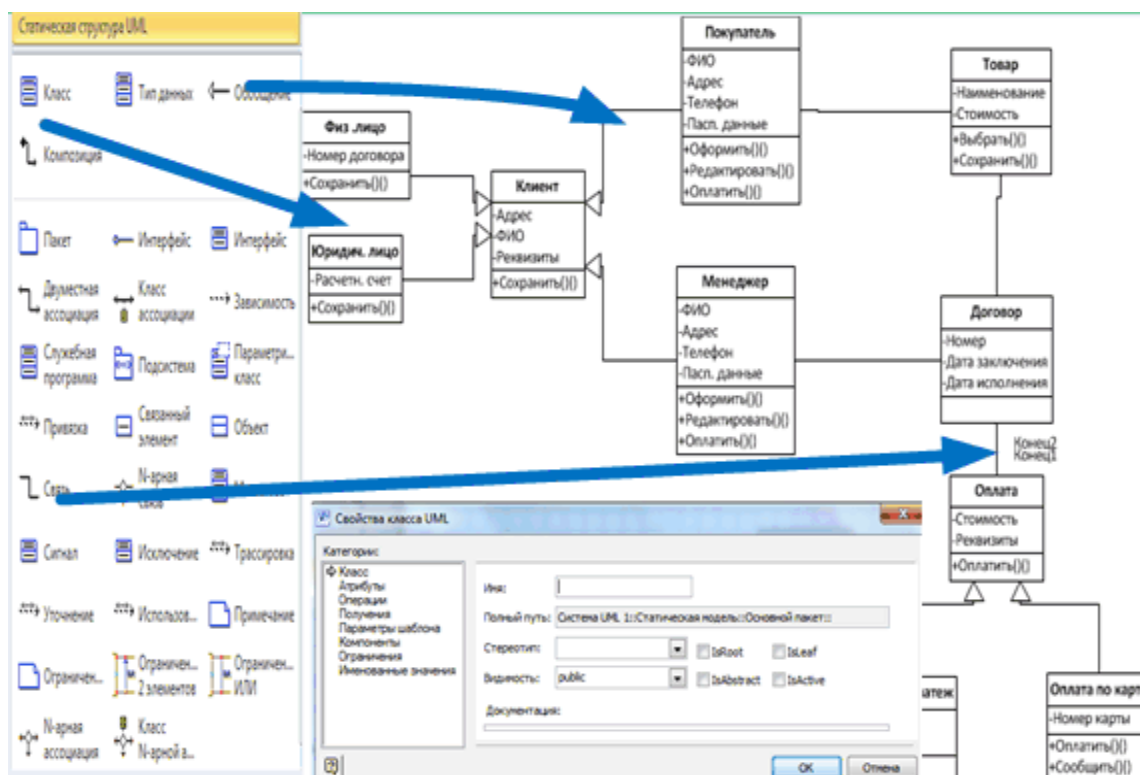 Статическая структура UML
Класс
Тип данных
Обобщение
Композиция
Пакет
Интерфейс
Интерфейс
Двуместная
ассоциация
Класс
ассоциации
Зависимость
Служебная
программа
Подсистема
Параметри...
класс
Привязка
Связанный
элемент
Объект
Связь
N-арная
связь
Сигнал
Исключение
Трассировка
Уточнение
Использов...
Примечание
Ограничен...
Ограничен...
2 элементов
Ограничен...
ИЛИ
N-арная
ассоциация
Класс
N-арной а...
Физ .лицо
-Номер договора
+Сохранить()()
Юридич. лицо
-Расчетн. счет
+Сохранить()()
Клиент
-Адрес
-ФИО
-Реквизиты
+Сохранить()()
Покупатель
-ФИО
-Адрес
-Телефон
-Пасп. данные
+Оформить()()
+Редактировать()()
+Оплатить()()
Товар
-Наименование
-Стоимость
+Выбрать()()
+Сохранить()()
Менеджер
-ФИО
-Адрес
-Телефон
-Пасп. данные
+Оформить()()
+Редактировать()()
+Оплатить()()
Договор
-Номер
-Дата заключения
-Дата исполнения
Конец2
Конец1
Оплата
-Стоимость
-Реквизиты
+Оплатить()()
атеж
Оплата по карт
-Номер карты
+Оплатить()()
+Сообщить()()
Свойства класса UML
Категории:
Класс
Атрибуты
Операции
Получения
Параметры шаблона
Компоненты
Ограничения
Именованные значения
Имя:
Полный путь: Система UML 1::Статическая модель::Основной пакет::
Стереотип:
IsRoot IsLeaf
Видимость: public
IsAbstract IsActive
Документация:
OK Отмена